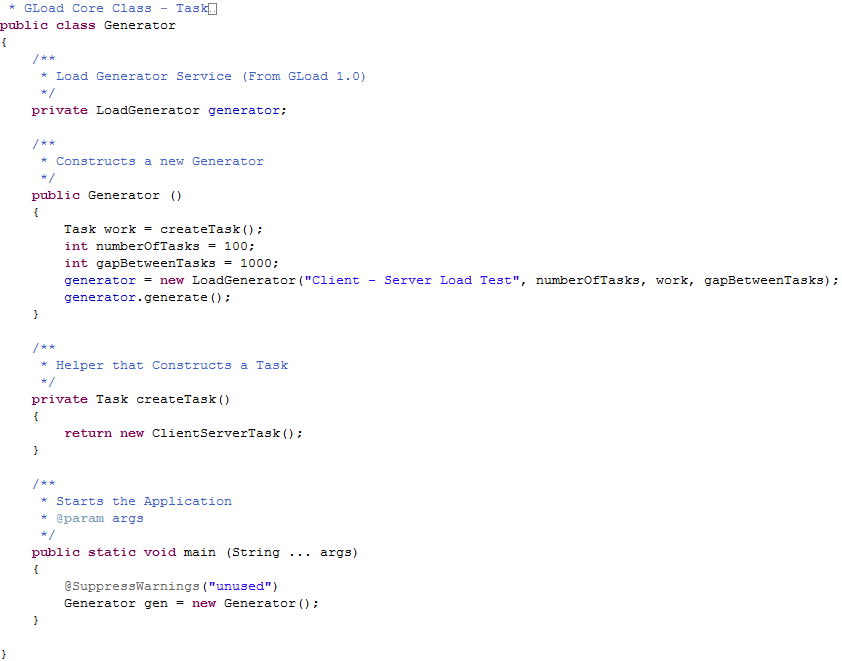 * GLoad Core Class - Task
public class Generator
{
    /**
     * Load Generator Service (From GLoad 1.0)
     */
    private LoadGenerator generator;

    /**
     * Constructs a new Generator
     */
    public Generator ()
    {
        Task work = createTask();
        int numberOfTasks = 100;
        int gapBetweenTasks = 1000;
        generator = new LoadGenerator("Client - Server Load Test", numberOfTasks, work, gapBetweenTasks);
        generator.generate();
    }

    /**
     * Helper that Constructs a Task
     */
    private Task createTask()
    {
        return new ClientServerTask();
    }

    /**
     * Starts the Application
     * @param args
     */
    public static void main (String ... args)
    {
        @SuppressWarnings("unused")
        Generator gen = new Generator();
    }

}